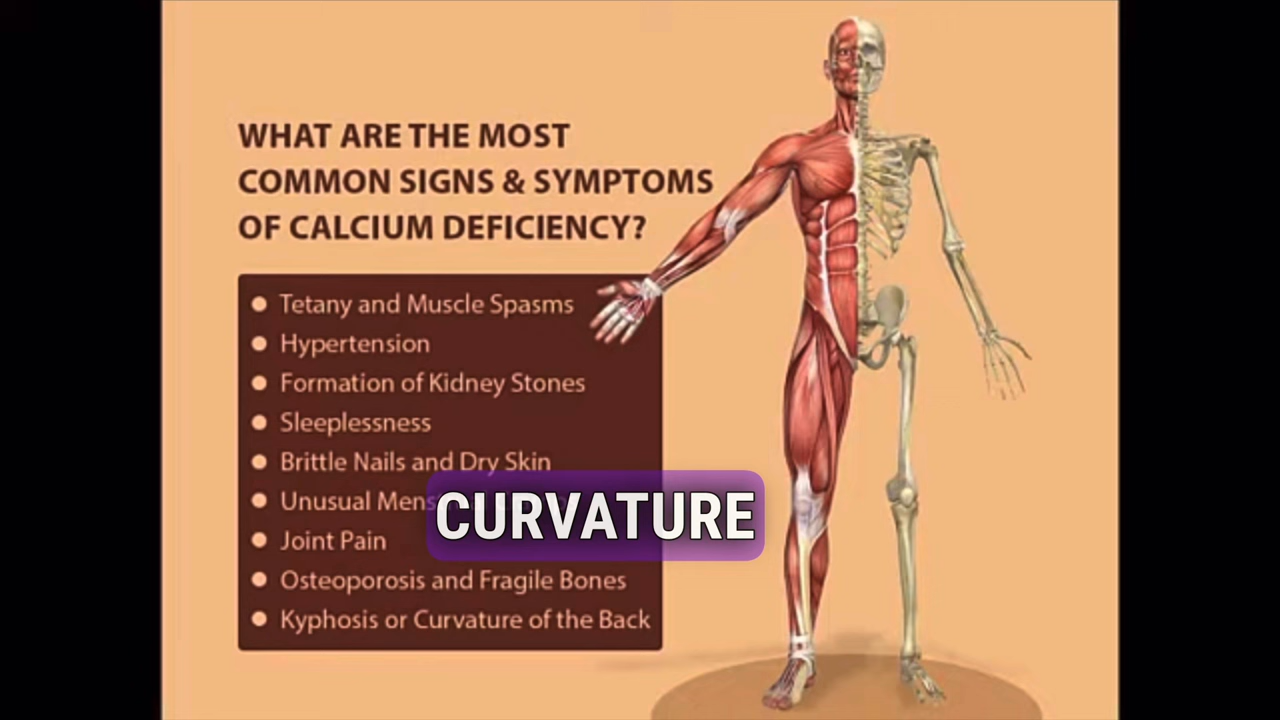 WHAT ARE THE MOST
COMMON SIGNS & SYMPTOMS
OF CALCIUM DEFICIENCY?
Tetany and Muscle Spasms
Hypertension
Formation of Kidney Stones
Sleeplessness
Brittle Nails and Dry Skin
Unusual
CURVATURE
Joint Pain
Osteoporosis and Fragile Bones
Kyphosis or Curvature of the Back